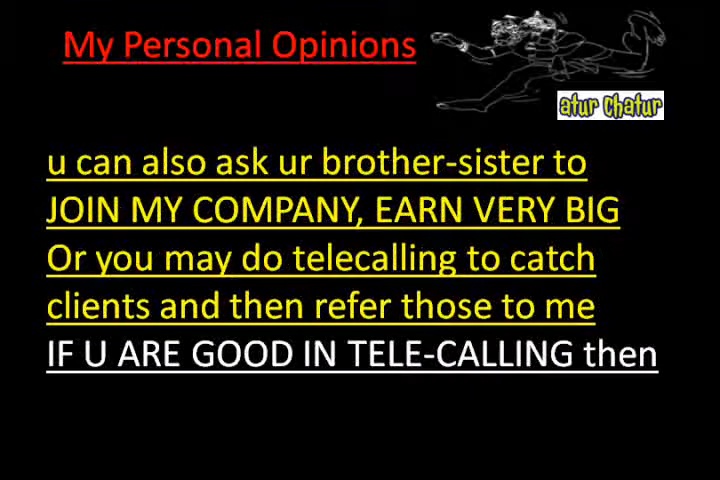 My Personal Opinions
atur chatur
u can also ask ur brother-sister to
JOIN MY COMPANY, EARN VERY BIG
Or you may do telecalling to catch
clients and then refer those to me
IF U ARE GOOD IN TELE-CALLING then